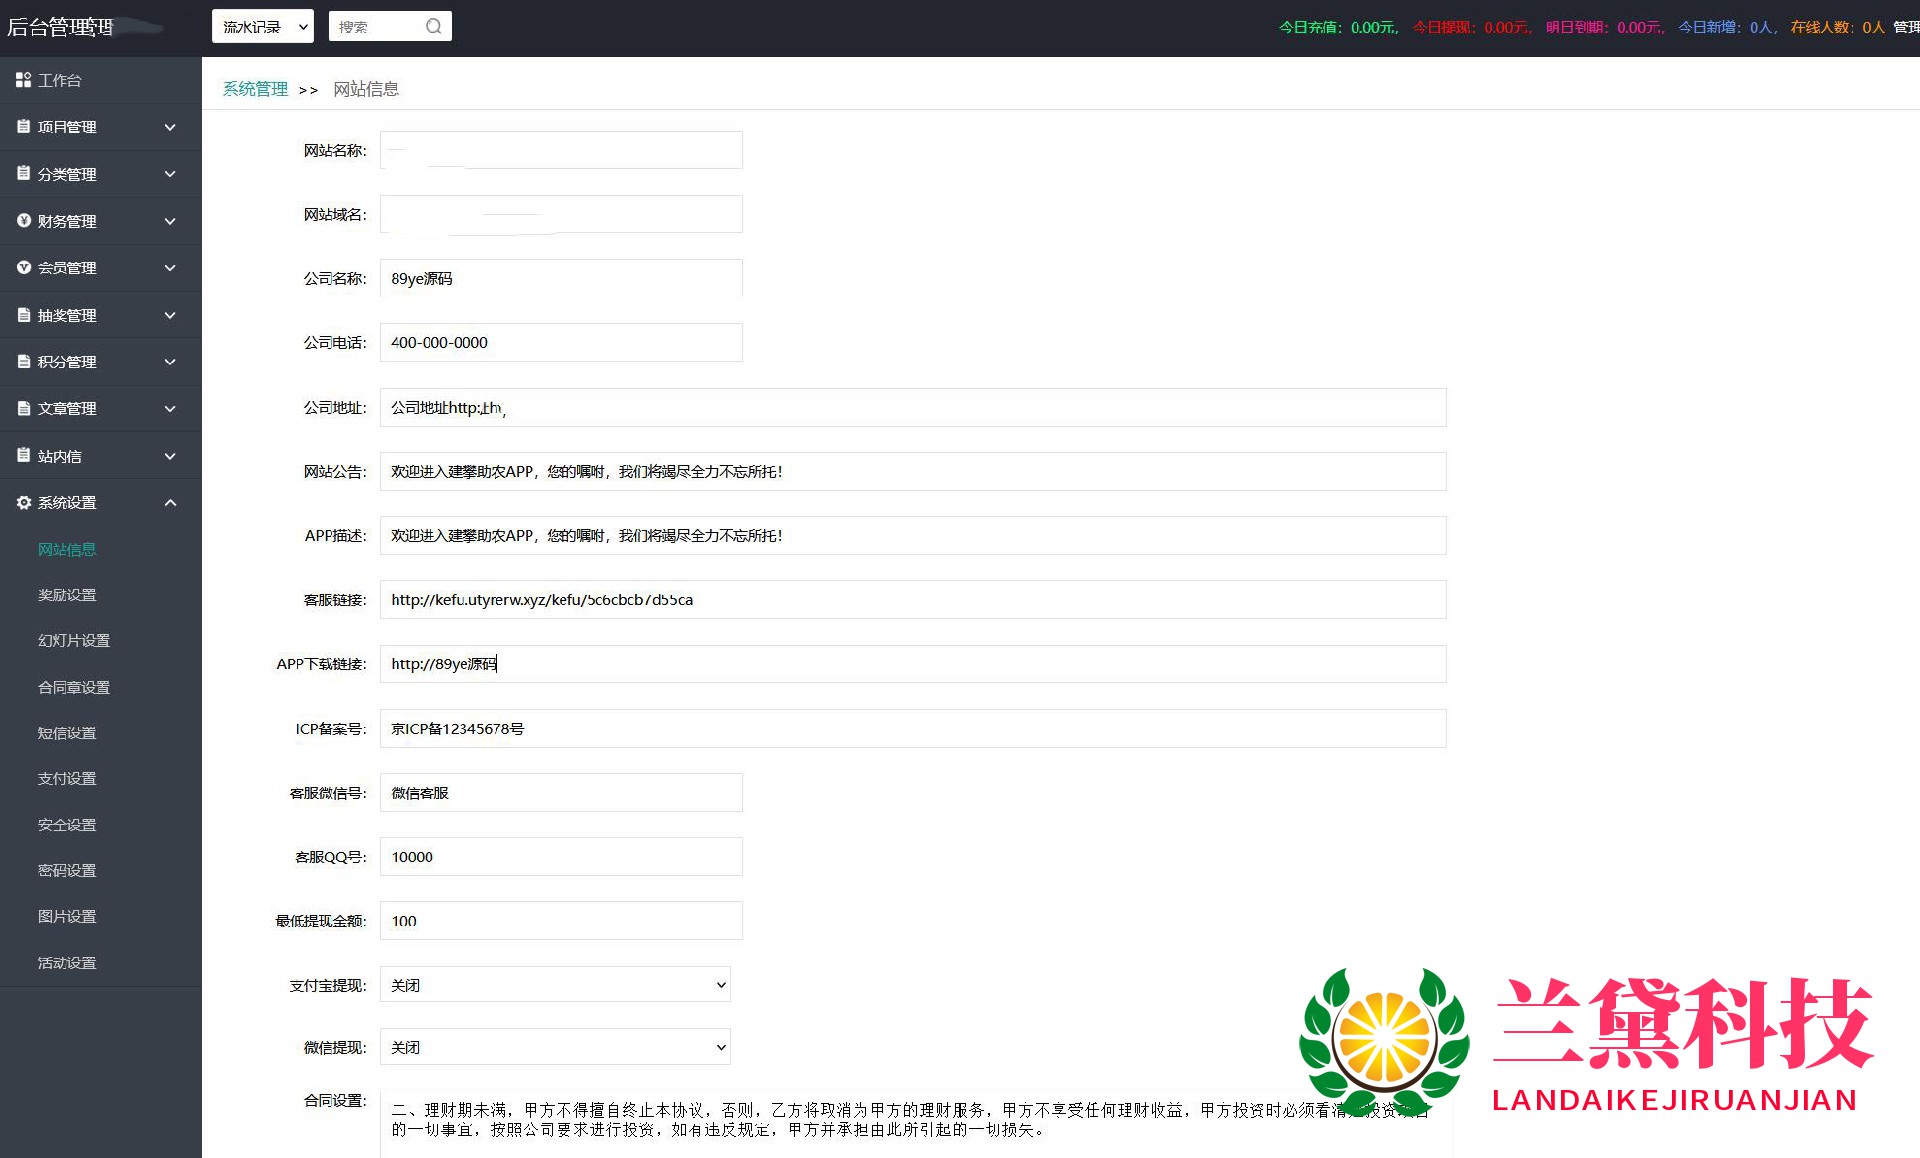 后台管理
流水记录
搜索
今日充值：0.00元, 今日提现：0.00元, 明日到期：0.00元, 今日新增：0人, 在线人数：0人 管理
工作台
项目管理
分类管理
财务管理
会员管理
抽奖管理
积分管理
文章管理
站内信
系统设置
网站信息
奖励设置
幻灯片设置
合同章设置
短信设置
支付设置
安全设置
密码设置
图片设置
活动设置
系统管理 >> 网站信息
网站名称:
网站域名:
公司名称: 89ye源码
公司电话: 400-000-0000
公司地址: 公司地址http:
网站公告: 欢迎进入建攀助农APP，您的嘱咐，我们将竭尽全力不忘所托！
APP描述: 欢迎进入建攀助农APP，您的嘱咐，我们将竭尽全力不忘所托！
客服链接: http://kefu.utyrerw.xyz/kefu/5c6cbcb7d55ca
APP下载链接: http://89ye源码
ICP备案号: 京ICP备12345678号
客服微信号: 微信客服
客服QQ号: 10000
最低提现金额: 100
支付宝提现: 关闭
微信提现: 关闭
合同设置:
二、理财期未满，甲方不得擅自终止本协议，否则，乙方将取消为甲方的理财服务，甲方不享受任何理财收益，甲方投资时必须看清楚投资项目
的一切事宜，按照公司要求进行投资，如有违反规定，甲方并承担由此所引起的一切损失。
兰黛科技
LANDAIKEJIRUANJIAN